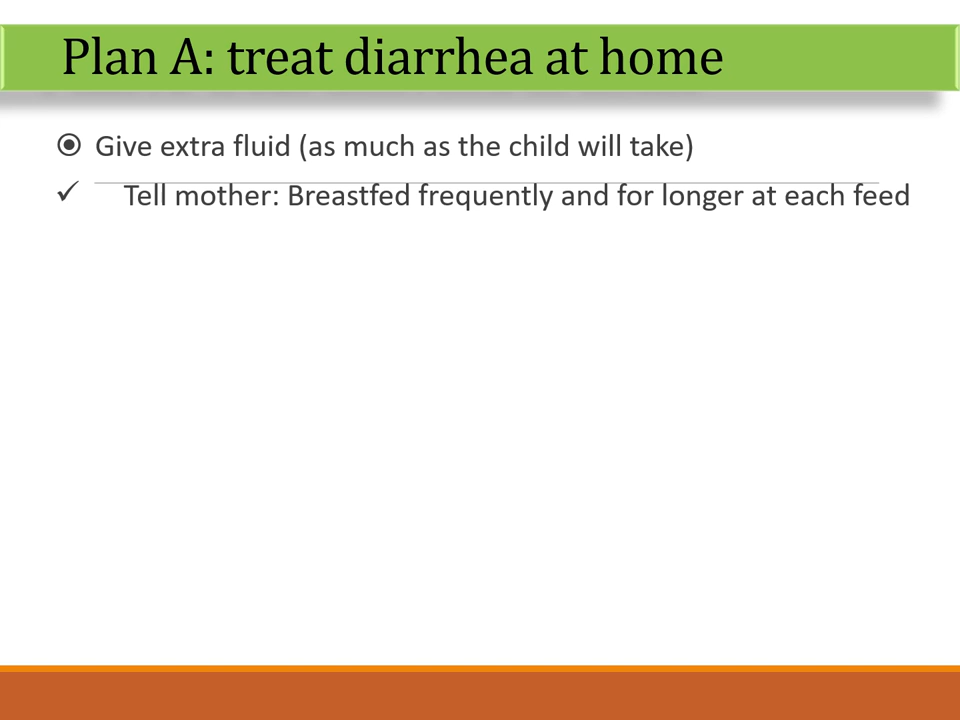 Plan A: treat diarrhea at home
Give extra fluid (as much as the child will take)
Tell mother: Breastfed frequently and for longer at each feed